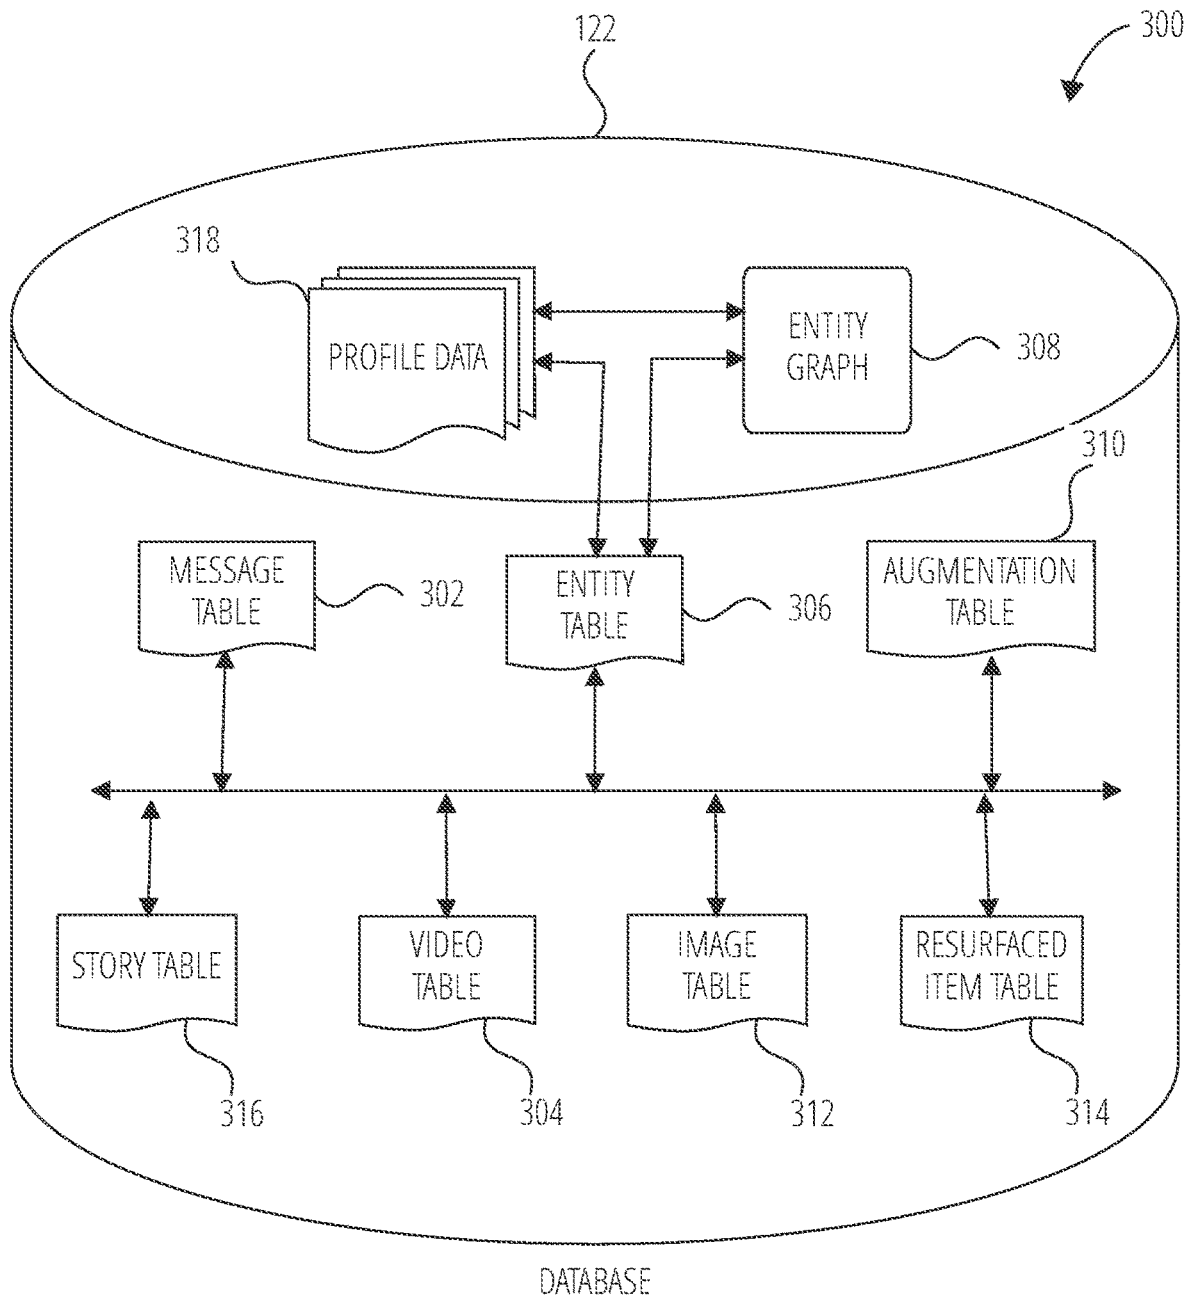 122
300
318
PROFILE DATA
ENTITY
GRAPH
308
310
MESSAGE
TABLE
302
ENTITY
TABLE
306
AUGMENTATION
TABLE
STORY TABLE
VIDEO
TABLE
IMAGE
TABLE
RESURFACED
ITEM TABLE
316
304
312
314
DATABASE